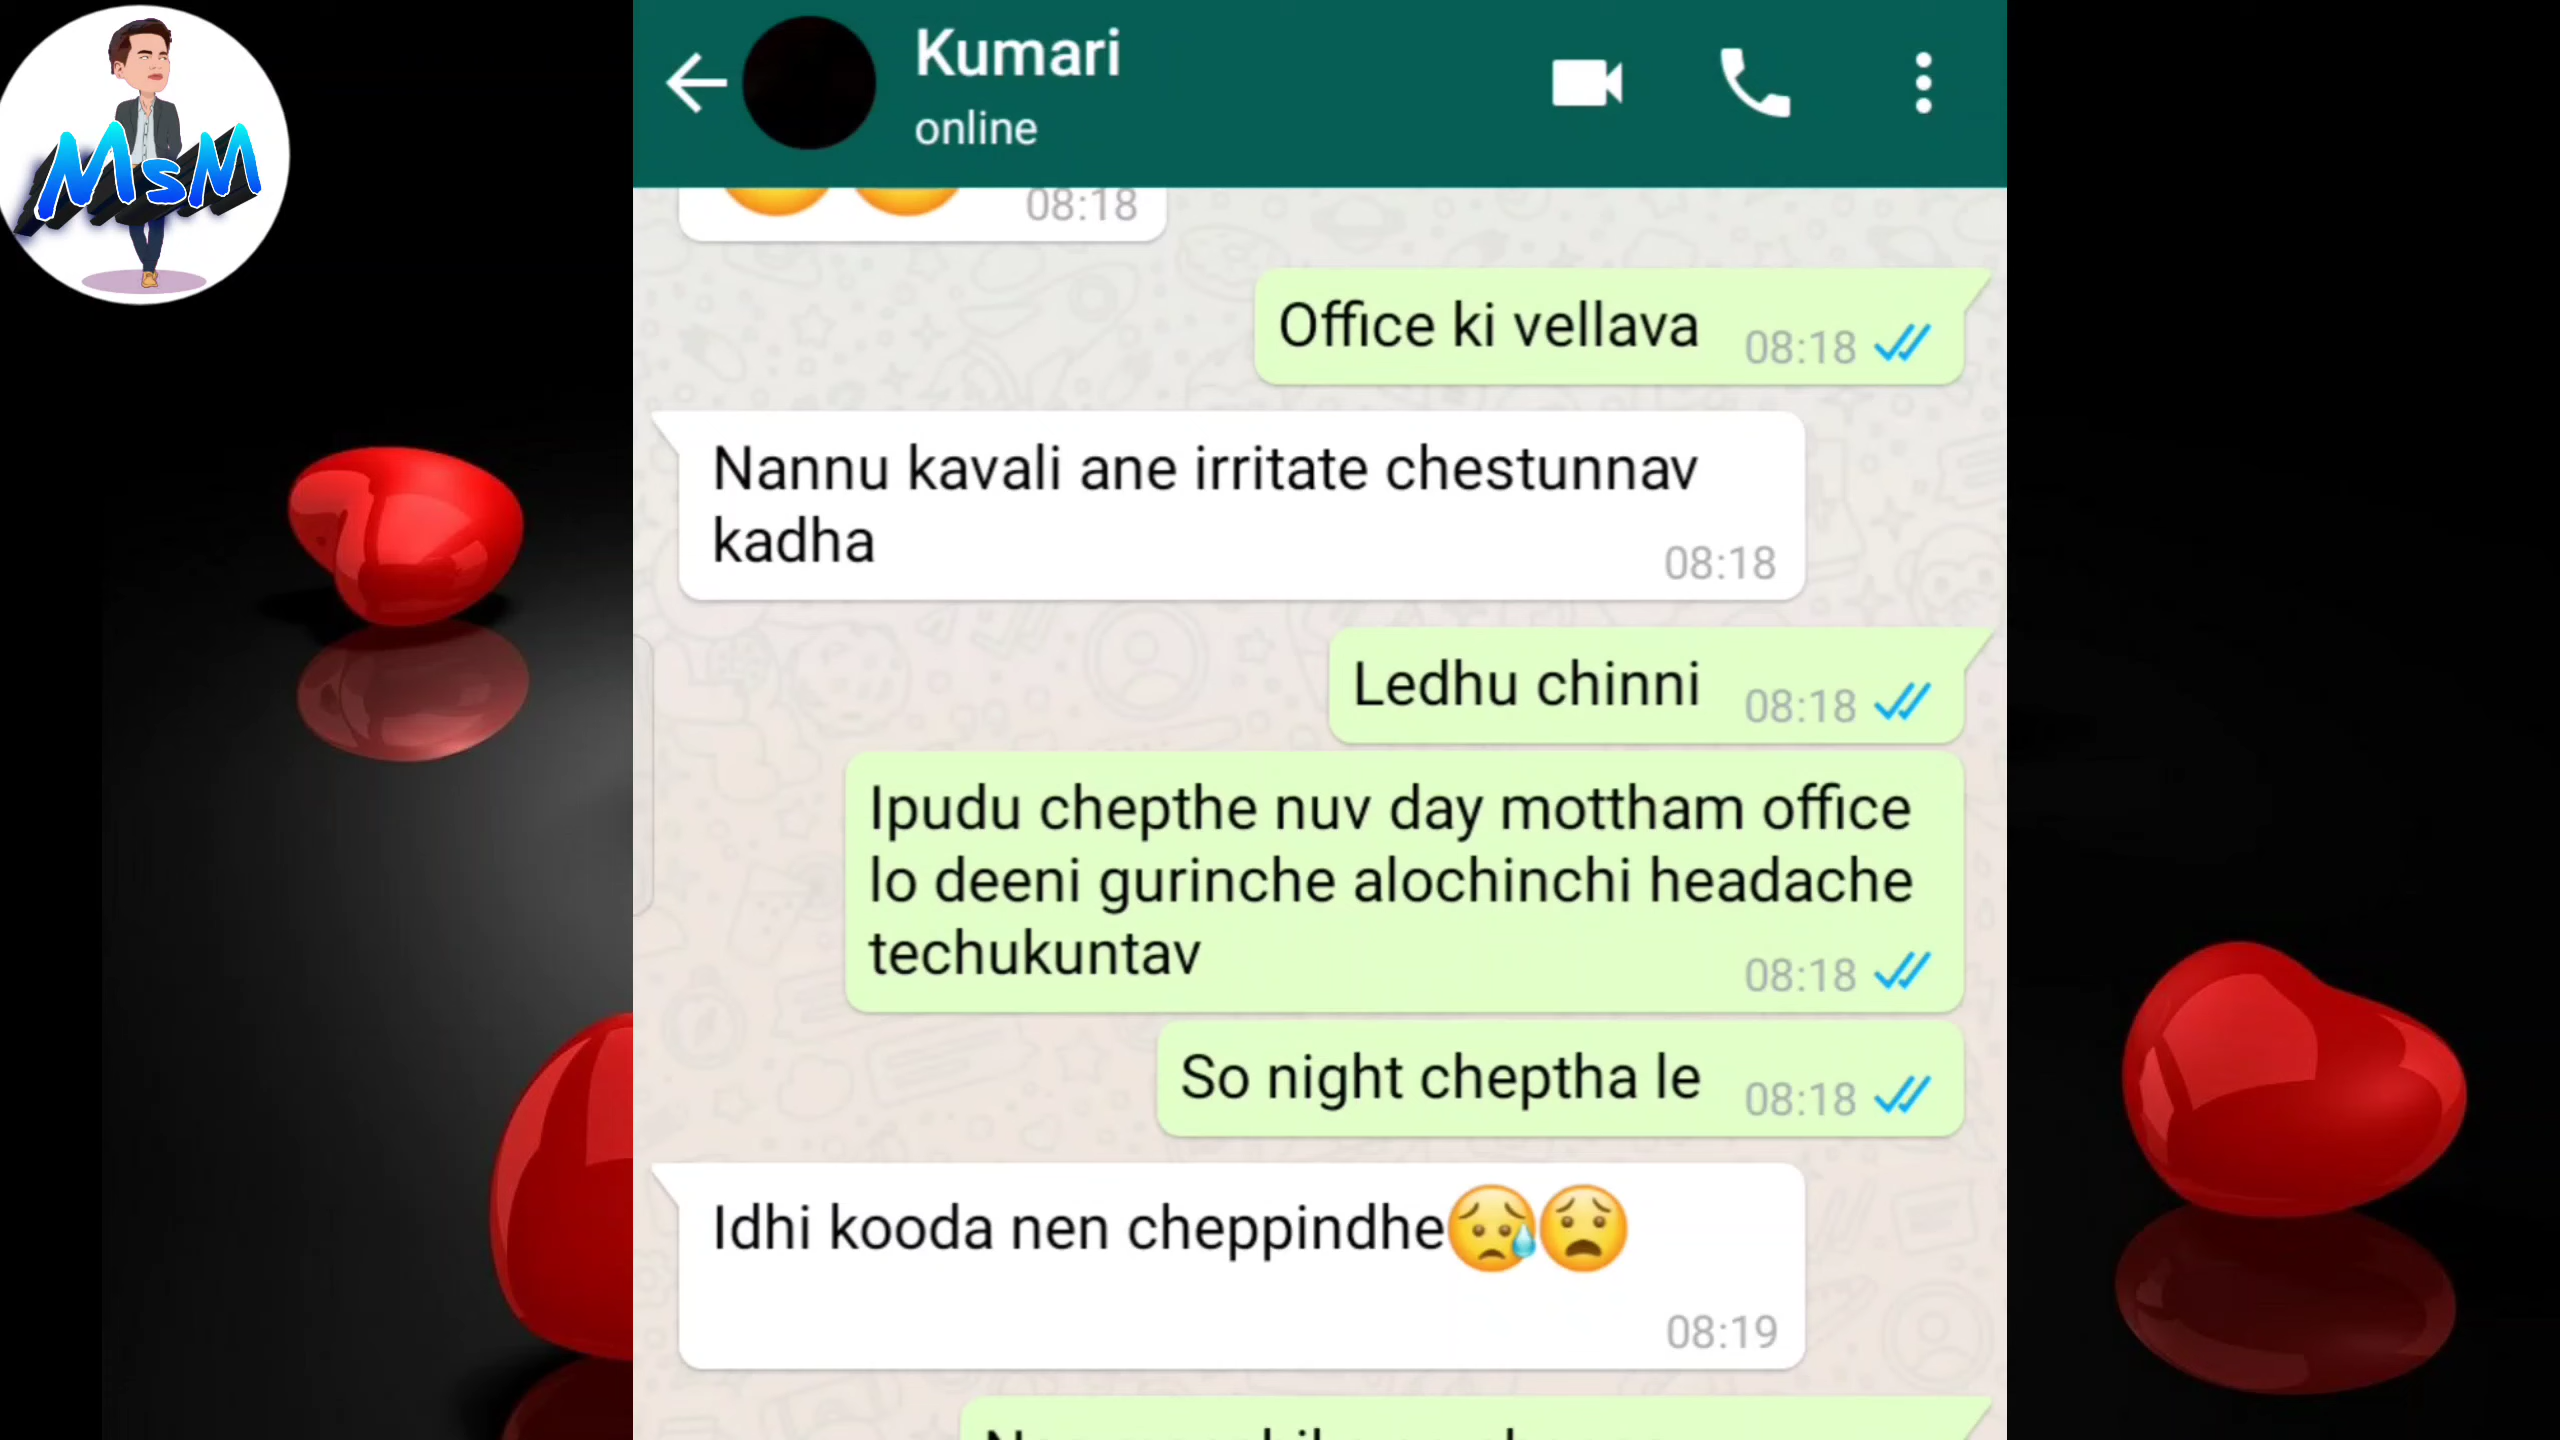 MsM
Kumari
online
08:18
Office ki vellava 08:18
Nannu kavali ane irritate chestunnav
kadha 08:18
Ledhu chinni 08:18
Ipudu chepthe nuv day mottham office
lo deeni gurinche alochinchi headache
techukuntav 08:18
So night cheptha le 08:18
Idhi kooda nen cheppindhe😥😧
08:19